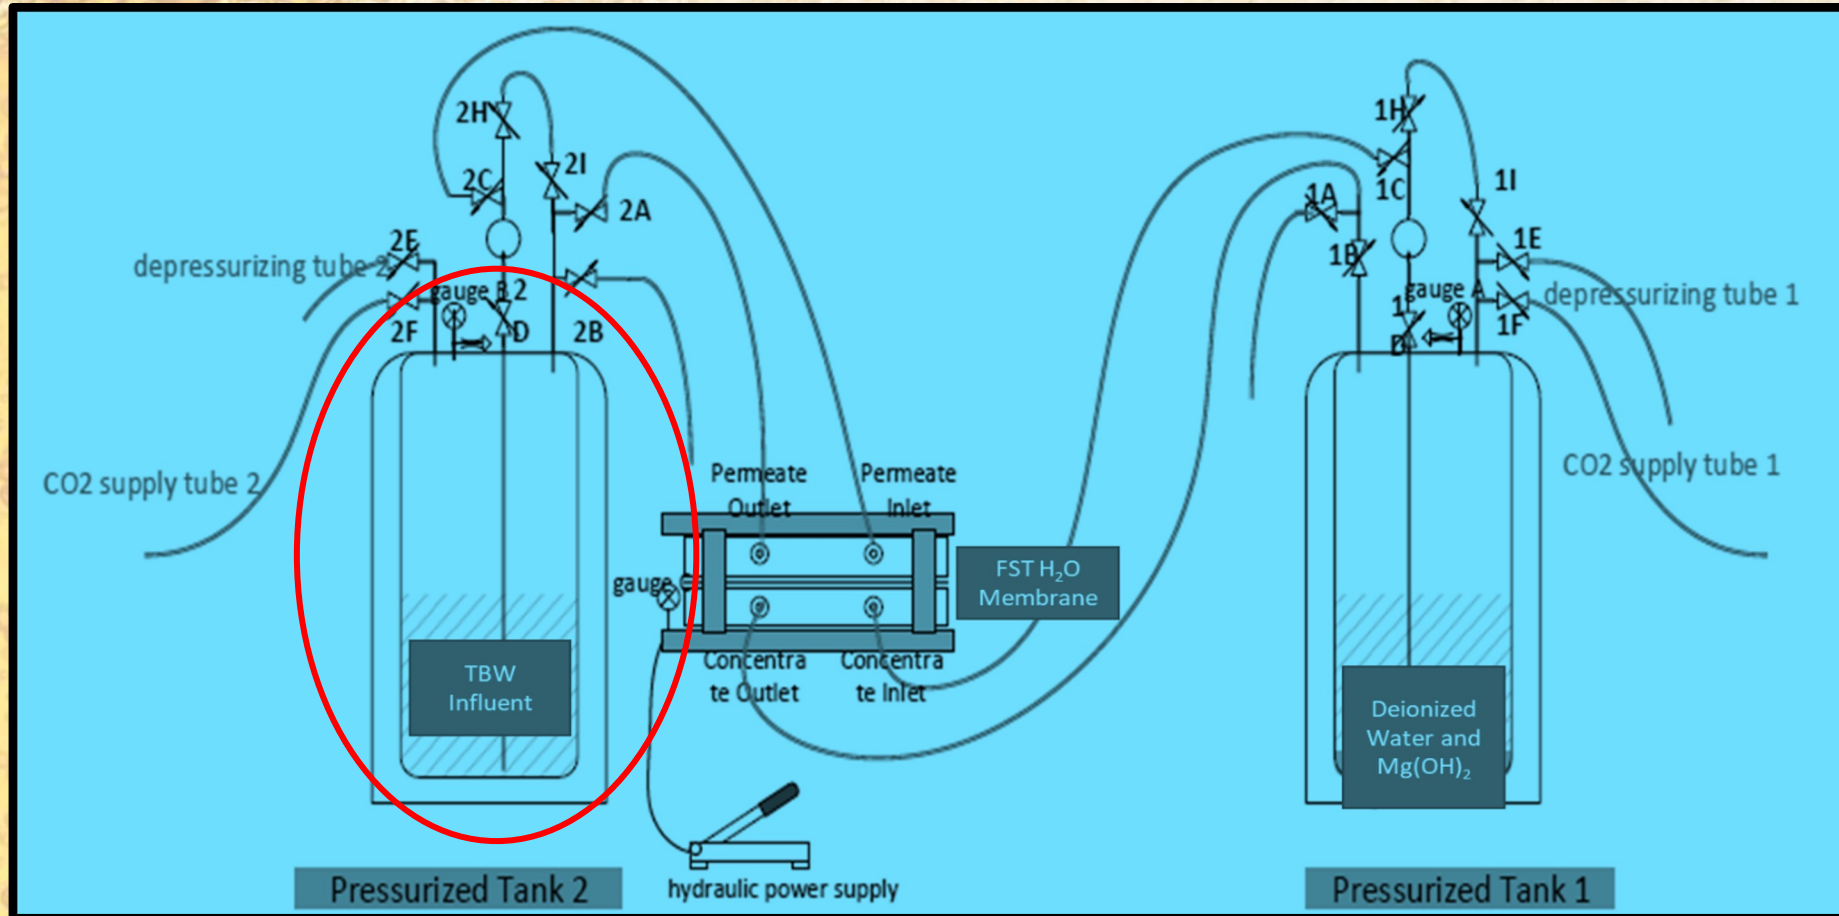 2H
2I
2C
2A
2E
depressurizing tube 2
gauge B
2
D
2F
2B
CO2 supply tube 2
Permeate
Outlet
Permeate
Inlet
gauge
Concentra
te Outlet
Concentra
te Inlet
FST H₂O
Membrane
TBW
Influent
hydraulic power supply
Pressurized Tank 2
1H
1C
1I
1A
1B
1E
gauge A
depressurizing tube 1
1
D
1F
CO2 supply tube 1
Deionized
Water and
Mg(OH)₂
Pressurized Tank 1